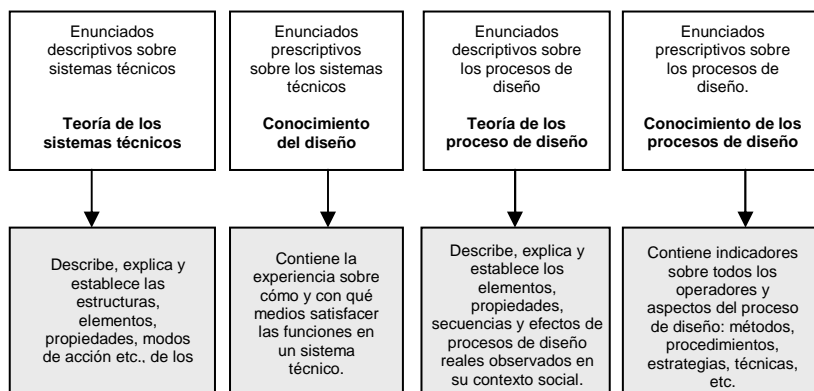 Enunciados
descriptivos sobre
sistemas técnicos
Teoría de los
sistemas técnicos
Enunciados
prescriptivos
sobre los sistemas
técnicos
Conocimiento
del diseño
Enunciados
descriptivos sobre
los procesos de
diseño
Teoría de los
proceso de diseño
Enunciados
prescriptivos sobre
los procesos de
diseño.
Conocimiento de los
procesos de diseño
Describe, explica y
establece las
estructuras,
elementos,
propiedades, modos
de acción etc., de los
Contiene la
experiencia sobre
cómo y con qué
medios satisfacer
las funciones en
un sistema
técnico.
Describe, explica y
establece los
elementos,
propiedades,
secuencias y efectos de
procesos de diseño
reales observados en
su contexto social.
Contiene indicadores
sobre todos los
operadores y
aspectos del proceso
de diseño: métodos,
procedimientos,
estrategias, técnicas,
etc.